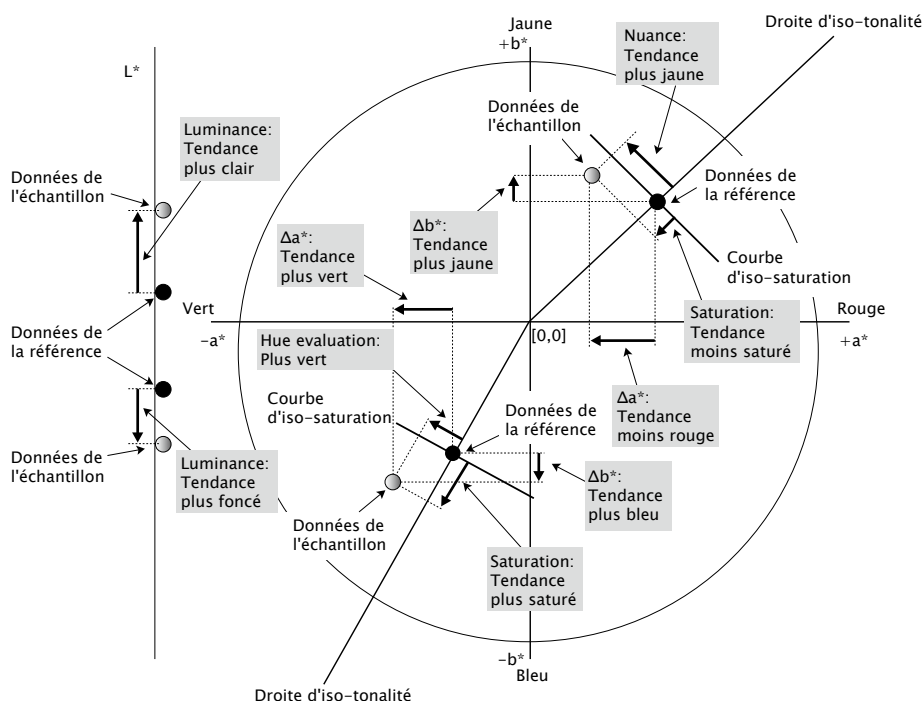 Jaune
+b*
Droite d'iso-tonalité
L*
Nuance:
Tendance
plus jaune
Données de
l'échantillon
Luminance:
Tendance
plus clair
Données de
l'échantillon
Données de
la référence
Δa*:
Tendance
plus vert
Δb*:
Tendance
plus jaune
Courbe
d'iso-saturation
Vert
-a*
Rouge
+a*
[0,0]
Données de
la référence
Hue evaluation:
Plus vert
Saturation:
Tendance
moins saturé
Courbe
d'iso-saturation
Données de
la référence
Δa*:
Tendance
moins rouge
Données de
l'échantillon
Luminance:
Tendance
plus foncé
Δb*:
Tendance
plus bleu
Données de
l'échantillon
Saturation:
Tendance
plus saturé
-b*
Bleu
Droite d'iso-tonalité